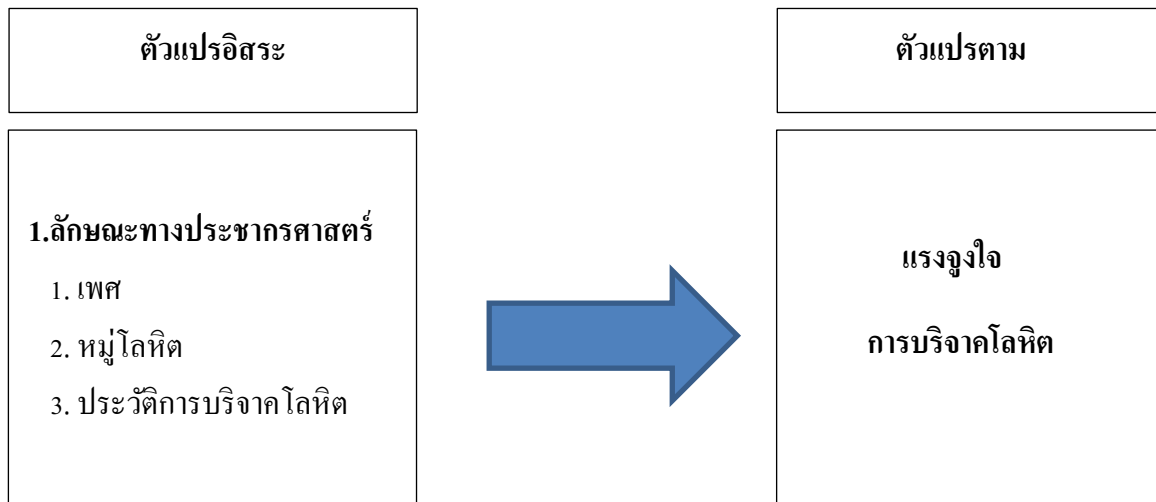 ตัวแปรอิสระ
ตัวแปรตาม
1.ลักษณะทางประชากรศาสตร์
1. เพศ
2. หมู่โลหิต
3. ประวัติการบริจาคโลหิต
แรงจูงใจ
การบริจาคโลหิต